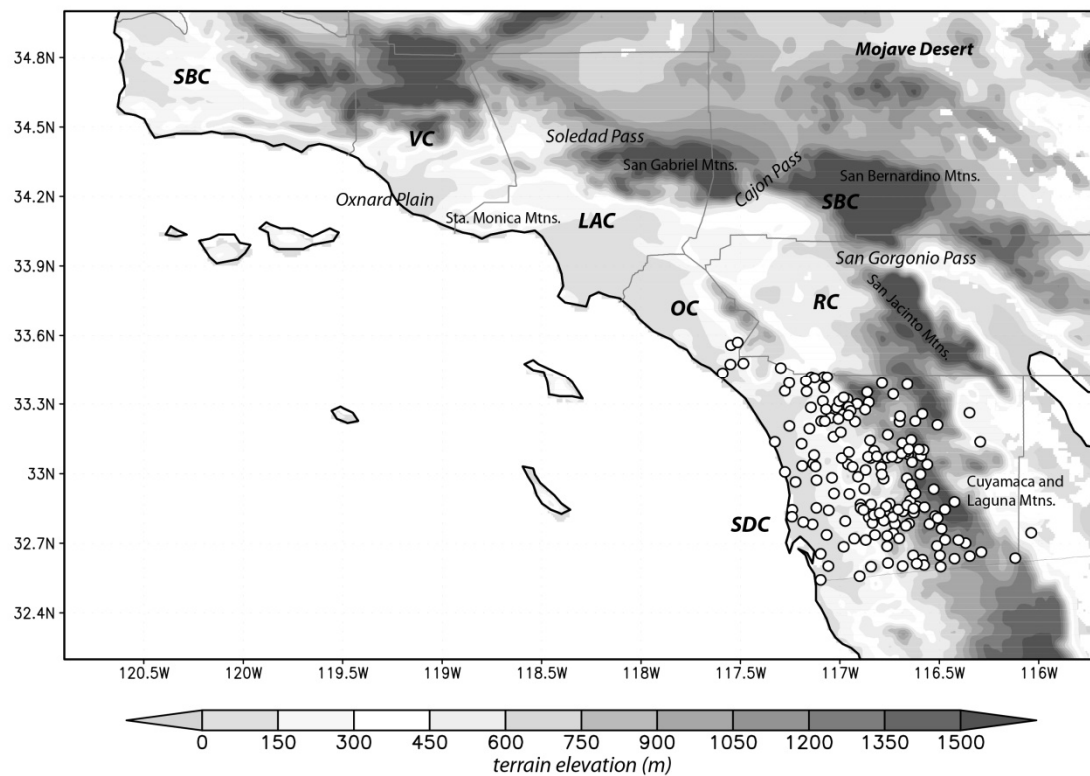 34.8N
34.5N
34.2N
33.9N
33.6N
33.3N
33N
32.7N
32.4N
Mojave Desert
SBC
VC
Soledad Pass
San Gabriel Mtns.
Cajon Pass
San Bernardino Mtns.
SBC
Oxnard Plain
Sta. Monica Mtns.
LAC
San Gorgonio Pass
OC
RC
San Jacinto Mtns.
Cuyamaca and
Laguna Mtns.
SDC
120.5W 120W 119.5W 119W 118.5W 118W 117.5W 117W 116.5W 116W
0 150 300 450 600 750 900 1050 1200 1350 1500
terrain elevation (m)